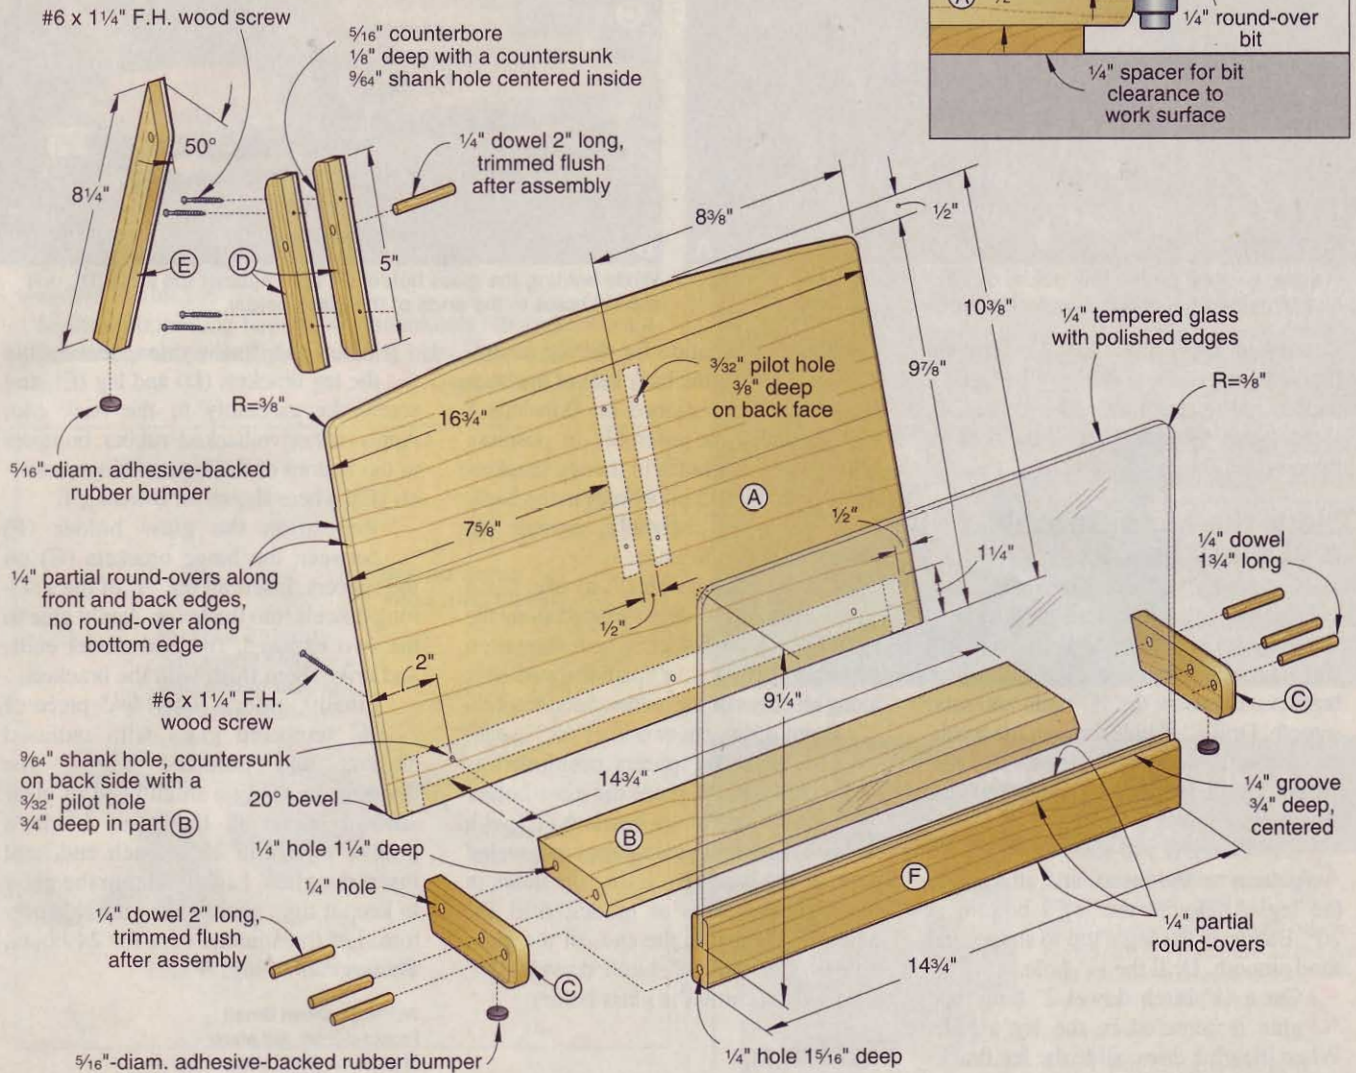 #6 x 1¼" F.H. wood screw
5/16" counterbore
⅛" deep with a countersunk
9/64" shank hole centered inside
¼" round-over
bit
¼" spacer for bit
clearance to
work surface
A ½
50°
8¼"
E
D
5"
¼" dowel 2" long,
trimmed flush
after assembly
8⅜"
½"
10⅜"
9⅞"
¼" tempered glass
with polished edges
R=⅜"
R=⅜"
16¾"
3/32" pilot hole
⅜" deep
on back face
5/16"-diam. adhesive-backed
rubber bumper
A
7⅝"
½"
1¼"
½"
¼" dowel
1¾" long
¼" partial round-overs along
front and back edges,
no round-over along
bottom edge
2"
#6 x 1¼" F.H.
wood screw
9¼"
C
9/64" shank hole, countersunk
on back side with a
3/32" pilot hole
¾" deep in part B
20° bevel
14¾"
B
¼" groove
¾" deep,
centered
¼" hole 1¼" deep
¼" hole
F
¼" dowel 2" long,
trimmed flush
after assembly
C
¼" partial
round-overs
14¾"
5/16"-diam. adhesive-backed rubber bumper
¼" hole 15/16" deep